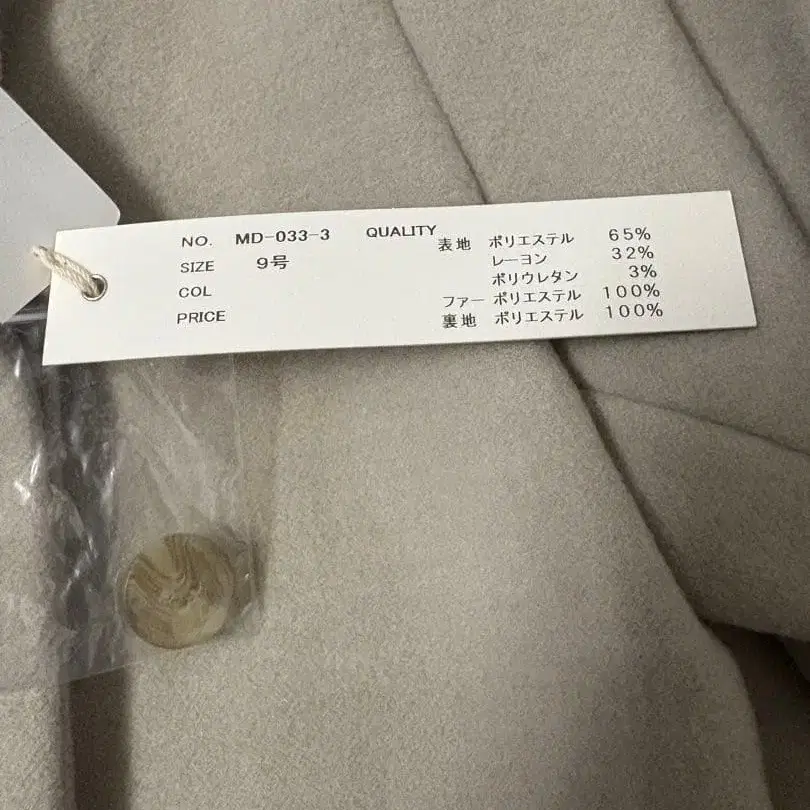 NO. MD-033-3 QUALITY
表地 ポリエステル 65%
SIZE 9号
レーヨン 32%
ポリウレタン 3%
COL
ファー ポリエステル 100%
PRICE
裏地 ポリエステル 100%